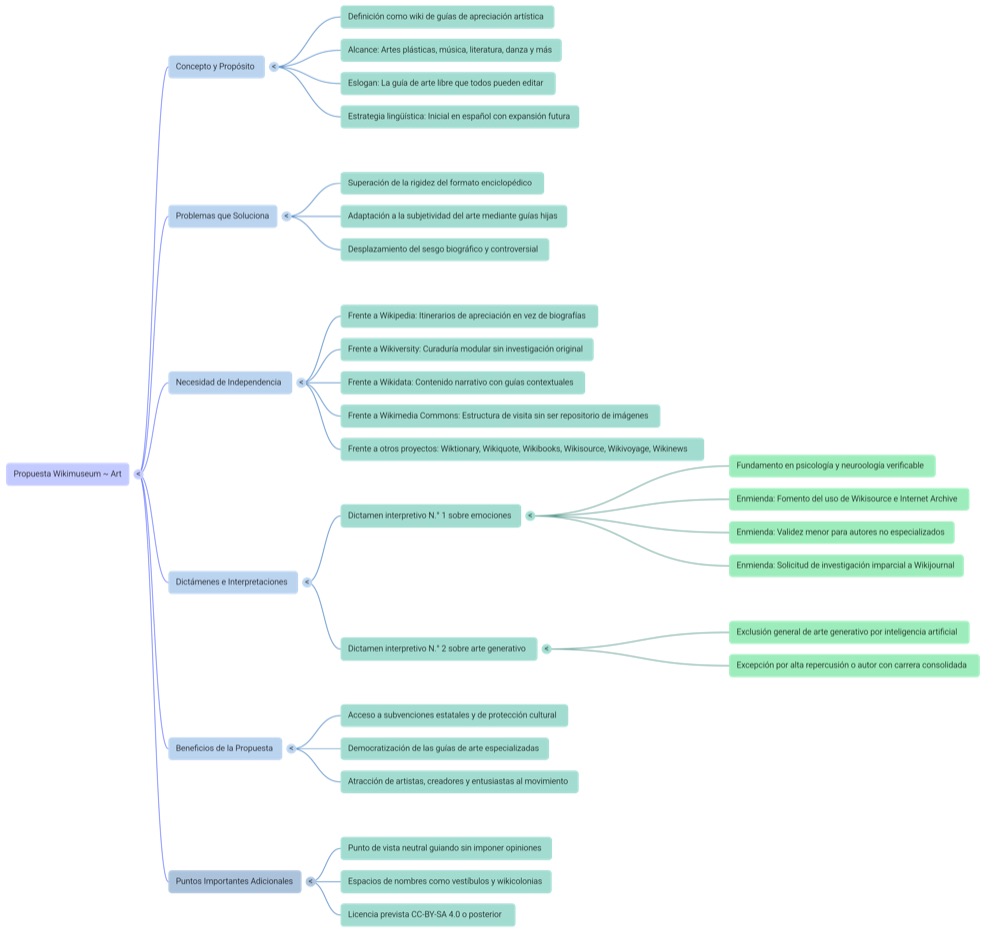 Propuesta Wikimuseum ~ Art
Concepto y Propósito
Definición como wiki de guías de apreciación artística
Alcance: Artes plásticas, música, literatura, danza y más
Eslogan: La guía de arte libre que todos pueden editar
Estrategia lingüística: Inicial en español con expansión futura
Problemas que Soluciona
Superación de la rigidez del formato enciclopédico
Adaptación a la subjetividad del arte mediante guías hijas
Desplazamiento del sesgo biográfico y controversial
Necesidad de Independencia
Frente a Wikipedia: Itinerarios de apreciación en vez de biografías
Frente a Wikiversity: Curaduría modular sin investigación original
Frente a Wikidata: Contenido narrativo con guías contextuales
Frente a Wikimedia Commons: Estructura de visita sin ser repositorio de imágenes
Frente a otros proyectos: Wiktionary, Wikiquote, Wikibooks, Wikisource, Wikivoyage, Wikinews
Dictámenes e Interpretaciones
Dictamen interpretivo N.° 1 sobre emociones
Fundamento en psicología y neuroología verificable
Enmienda: Fomento del uso de Wikisource e Internet Archive
Enmienda: Validez menor para autores no especializados
Enmienda: Solicitud de investigación imparcial a Wikijournal
Dictamen interpretivo N.° 2 sobre arte generativo
Exclusión general de arte generativo por inteligencia artificial
Excepción por alta repercusión o autor con carrera consolidada
Beneficios de la Propuesta
Acceso a subvenciones estatales y de protección cultural
Democratización de las guías de arte especializadas
Atracción de artistas, creadores y entusiastas al movimiento
Puntos Importantes Adicionales
Punto de vista neutral guiando sin imponer opiniones
Espacios de nombres como vestíbulos y wikicolonias
Licencia prevista CC-BY-SA 4.0 o posterior